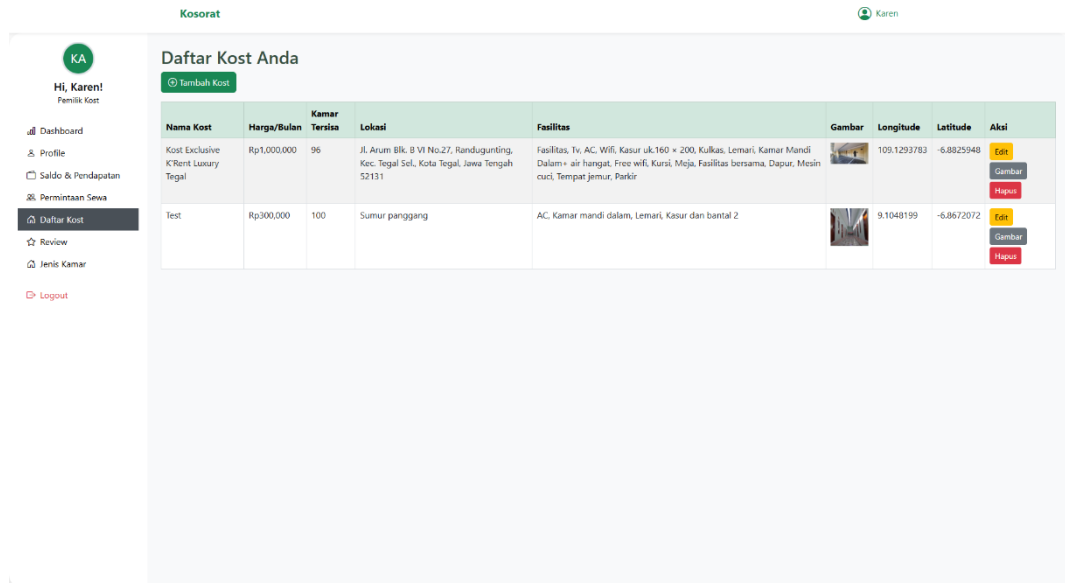 Kosorat
Karen
KA
Hi, Karen!
Pemilik Kost
Dashboard
Profile
Saldo & Pendapatan
Permintaan Sewa
Daftar Kost
Review
Jenis Kamar
Logout
Daftar Kost Anda
Tambah Kost
Nama Kost
Harga/Bulan
Kamar
Tersisa
Lokasi
Fasilitas
Gambar
Longitude
Latitude
Aksi
Kost Exclusive
K'Rent Luxury
Tegal
Rp1,000,000
96
Jl. Arum Blk. B VI No.27, Randugunting,
Kec. Tegal Sel., Kota Tegal, Jawa Tengah
52131
Fasilitas, Tv, AC, Wifi, Kasur uk.160 × 200, Kulkas, Lemari, Kamar Mandi
Dalam+ air hangat, Free wifi, Kursi, Meja, Fasilitas bersama, Dapur, Mesin
cuci, Tempat jemur, Parkir
109.1293783
-6.8825948
Edit
Gambar
Hapus
Test
Rp300,000
100
Sumur panggang
AC, Kamar mandi dalam, Lemari, Kasur dan bantal 2
9.1048199
-6.8672072
Edit
Gambar
Hapus